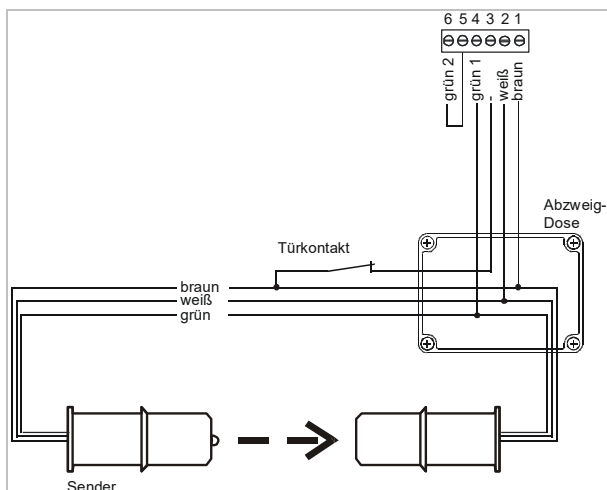 6 5 4 3 2 1
grün 2
grün 1
-
weiß
braun
Abzweig-
Dose
Türkontakt
braun
weiß
grün
Sender